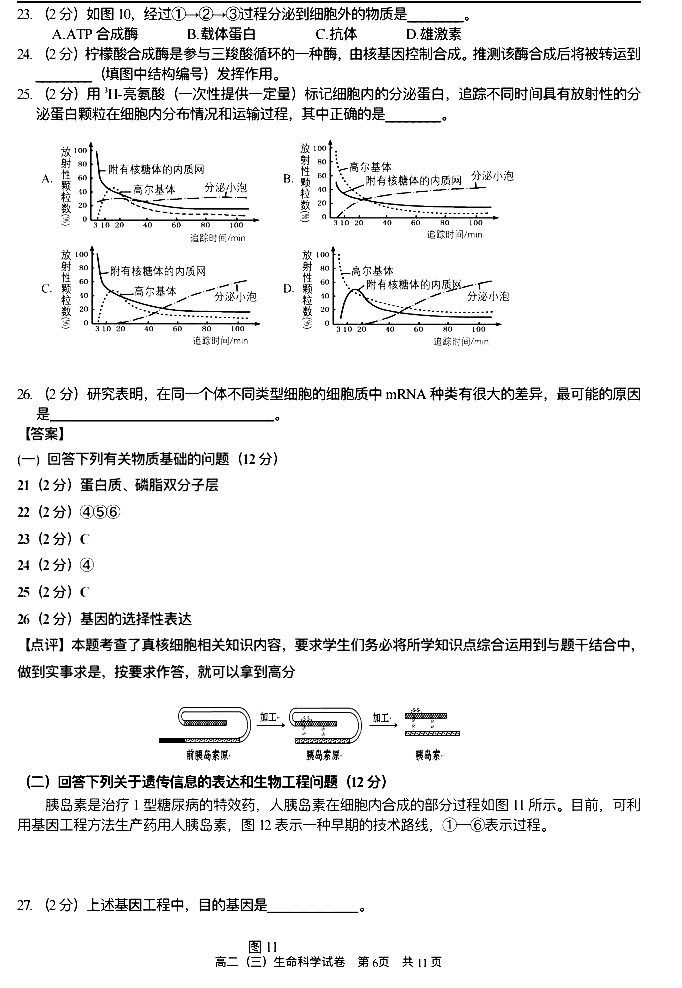 23. （2 分）如图 10，经过①→②→③过程分泌到细胞外的物质是________。
A.ATP 合成酶 B.载体蛋白 C.抗体 D.雄激素
24. （2 分）柠檬酸合成酶是参与三羧酸循环的一种酶，由核基因控制合成。推测该酶合成后将被转运到
________（填图中结构编号）发挥作用。
25. （2 分）用 ³H-亮氨酸（一次性提供一定量）标记细胞内的分泌蛋白，追踪不同时间具有放射性的分
泌蛋白颗粒在细胞内分布情况和运输过程，其中正确的是________。
A.
放射性颗粒数(%)
100
80
60
40
20
0
附有核糖体的内质网
高尔基体
分泌小泡
3 10 20 40 60 80 100
追踪时间/min
B.
放射性颗粒数(%)
100
80
60
40
20
0
高尔基体
附有核糖体的内质网
分泌小泡
3 10 20 40 60 80 100
追踪时间/min
C.
放射性颗粒数(%)
100
80
60
40
20
0
附有核糖体的内质网
高尔基体
分泌小泡
3 10 20 40 60 80 100
追踪时间/min
D.
放射性颗粒数(%)
100
80
60
40
20
0
高尔基体
附有核糖体的内质网
分泌小泡
3 10 20 40 60 80 100
追踪时间/min
26. （2 分）研究表明，在同一个体不同类型细胞的细胞质中 mRNA 种类有很大的差异，最可能的原因
是________________________________。
【答案】
(一) 回答下列有关物质基础的问题（12 分）
21（2 分）蛋白质、磷脂双分子层
22（2 分）④⑤⑥
23（2 分）C
24（2 分）④
25（2 分）C
26（2 分）基因的选择性表达
【点评】本题考查了真核细胞相关知识内容，要求学生们务必将所学知识点综合运用到与题干结合中，
做到实事求是，按要求作答，就可以拿到高分
加工 加工
前胰岛素原 胰岛素原 胰岛素
（二）回答下列关于遗传信息的表达和生物工程问题（12 分）
胰岛素是治疗 1 型糖尿病的特效药，人胰岛素在细胞内合成的部分过程如图 11 所示。目前，可利
用基因工程方法生产药用人胰岛素，图 12 表示一种早期的技术路线，①—⑥表示过程。
27. （2 分）上述基因工程中，目的基因是_____________。
图 11
高二（三）生命科学试卷 第 6页 共 11 页